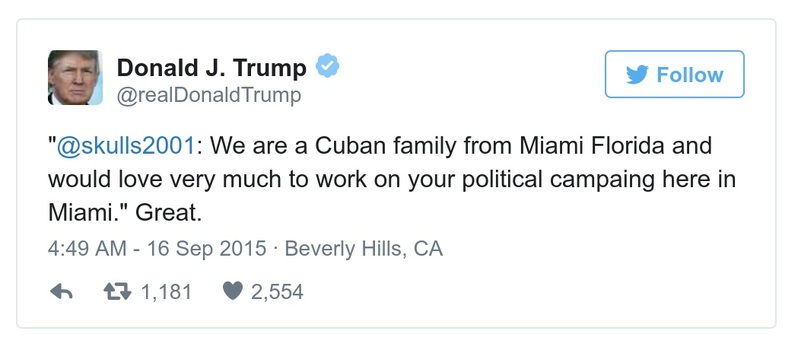 Donald J. Trump
Follow
@realDonaldTrump
"@skulls2001: We are a Cuban family from Miami Florida and
would love very much to work on your political campaing here in
Miami." Great.
4:49 AM - 16 Sep 2015 · Beverly Hills, CA
1,181 2,554